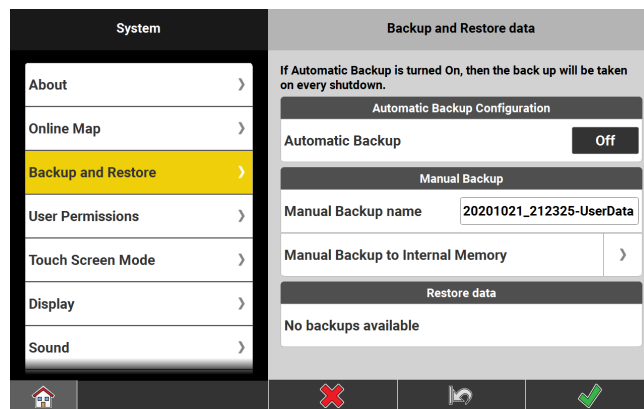 System
Backup and Restore data
About
Online Map
Backup and Restore
User Permissions
Touch Screen Mode
Display
Sound
If Automatic Backup is turned On, then the back up will be taken
on every shutdown.
Automatic Backup Configuration
Automatic Backup Off
Manual Backup
Manual Backup name 20201021_212325-UserData
Manual Backup to Internal Memory
Restore data
No backups available